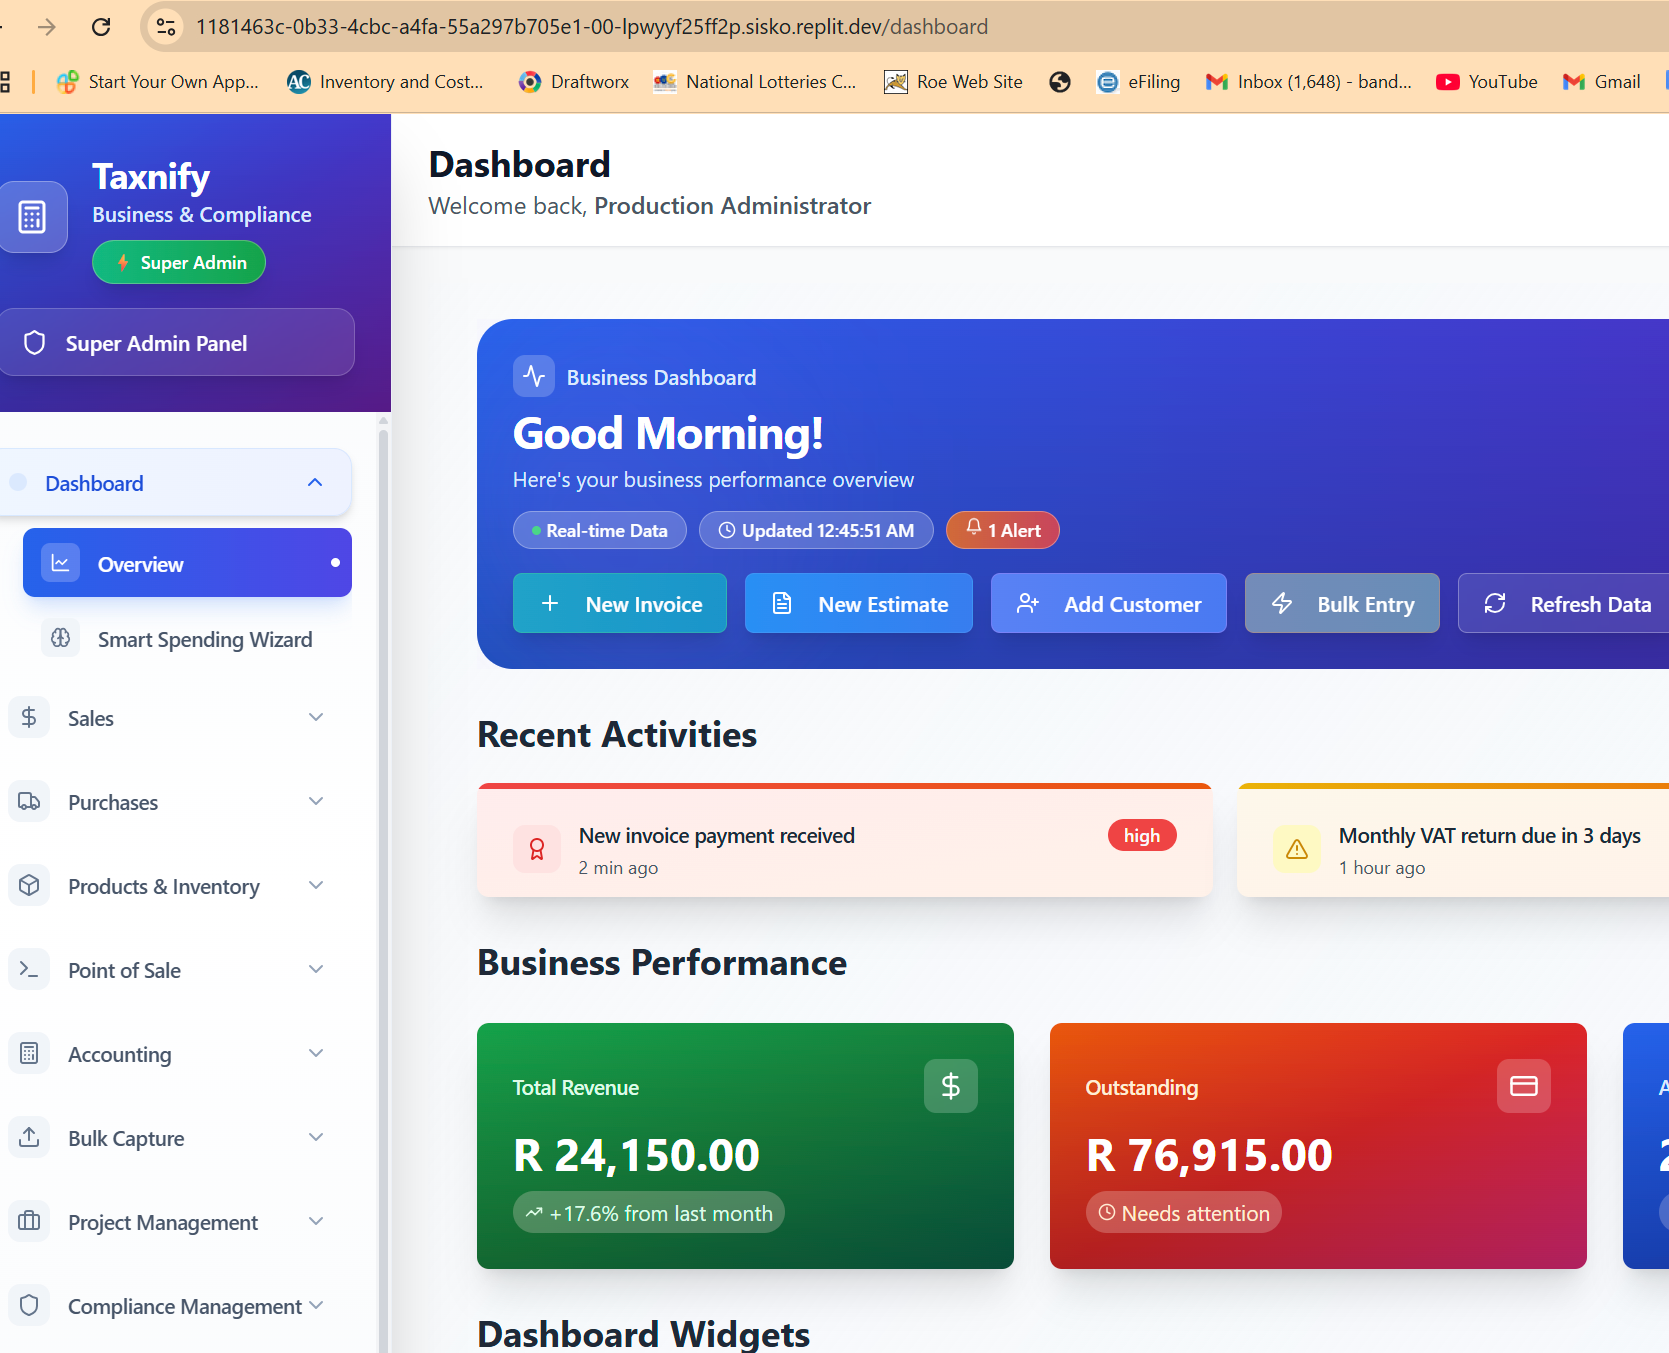 1181463c-0b33-4cbc-a4fa-55a297b705e1-00-lpwyyf25ff2p.sisko.replit.dev/dashboard
Start Your Own App...
AC
Inventory and Cost...
Draftworx
National Lotteries C...
Roe Web Site
eFiling
Inbox (1,648) - band...
YouTube
Gmail
Taxnify
Business & Compliance
Super Admin
Super Admin Panel
Dashboard
Overview
Smart Spending Wizard
Sales
Purchases
Products & Inventory
Point of Sale
Accounting
Bulk Capture
Project Management
Compliance Management
Dashboard
Welcome back, Production Administrator
Business Dashboard
Good Morning!
Here's your business performance overview
Real-time Data
Updated 12:45:51 AM
1 Alert
New Invoice
New Estimate
Add Customer
Bulk Entry
Refresh Data
Recent Activities
New invoice payment received
high
2 min ago
Monthly VAT return due in 3 days
1 hour ago
Business Performance
Total Revenue
$
R 24,150.00
+17.6% from last month
Outstanding
R 76,915.00
Needs attention
Dashboard Widgets